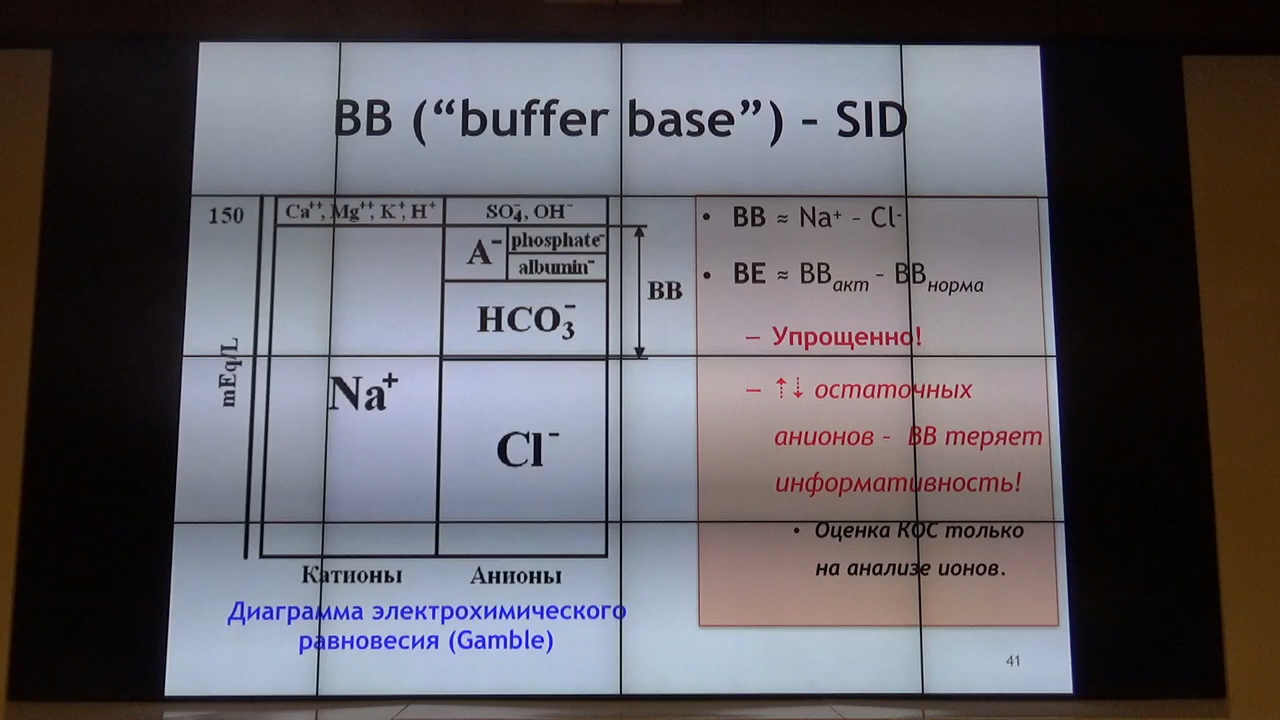 BB (“buffer base”) – SID
150
mEq/L
Ca⁺⁺, Mg⁺⁺, K⁺, H⁺
SO₄⁻, OH⁻
A⁻
phosphate⁻
albumin⁻
HCO₃⁻
BB
Na⁺
Cl⁻
Катионы
Анионы
Диаграмма электрохимического
равновесия (Gamble)
• BB ≈ Na⁺ – Cl⁻
• BE ≈ BBакт – BBнорма
– Упрощенно!
– ↑↓ остаточных
анионов – BB теряет
информативность!
• Оценка КОС только
на анализе ионов.
41